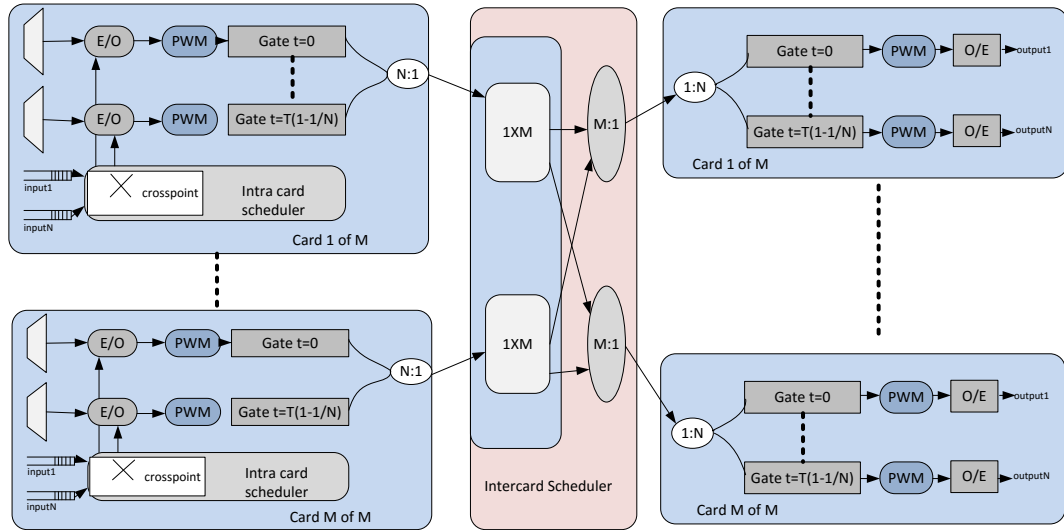 E/O
PWM
Gate t=0
E/O
PWM
Gate t=T(1-1/N)
N:1
input1
inputN
crosspoint
Intra card
scheduler
Card 1 of M
E/O
PWM
Gate t=0
E/O
PWM
Gate t=T(1-1/N)
N:1
input1
inputN
crosspoint
Intra card
scheduler
Card M of M
1XM
M:1
1XM
M:1
Intercard Scheduler
1:N
Gate t=0
PWM
O/E
output1
Gate t=T(1-1/N)
PWM
O/E
outputN
Card 1 of M
1:N
Gate t=0
PWM
O/E
output1
Gate t=T(1-1/N)
PWM
O/E
outputN
Card M of M